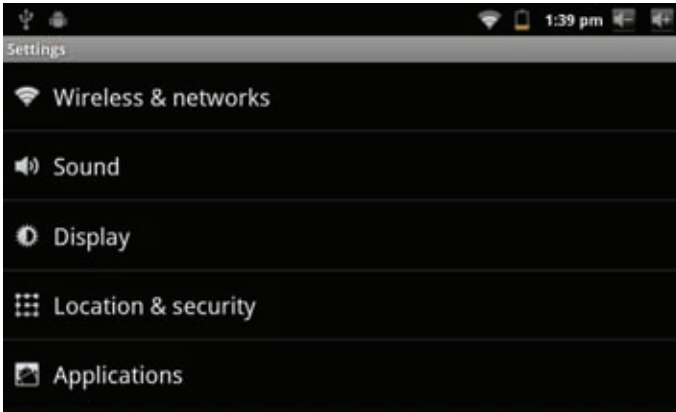 1:39 pm
Settings
Wireless & networks
Sound
Display
Location & security
Applications